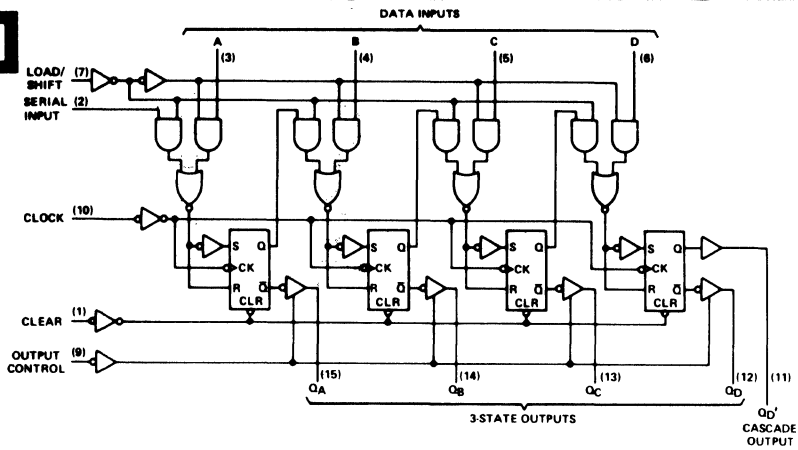 DATA INPUTS
A B C D
(3) (4) (5) (6)
LOAD/ (7)
SHIFT
SERIAL (2)
INPUT
CLOCK (10)
S Q S Q S Q S Q
CK CK CK CK
R Q̅ R Q̅ R Q̅ R Q̅
CLR CLR CLR CLR
CLEAR (1)
OUTPUT (9)
CONTROL
(15) (14) (13) (12) (11)
QA QB QC QD
3-STATE OUTPUTS
QD'
CASCADE
OUTPUT